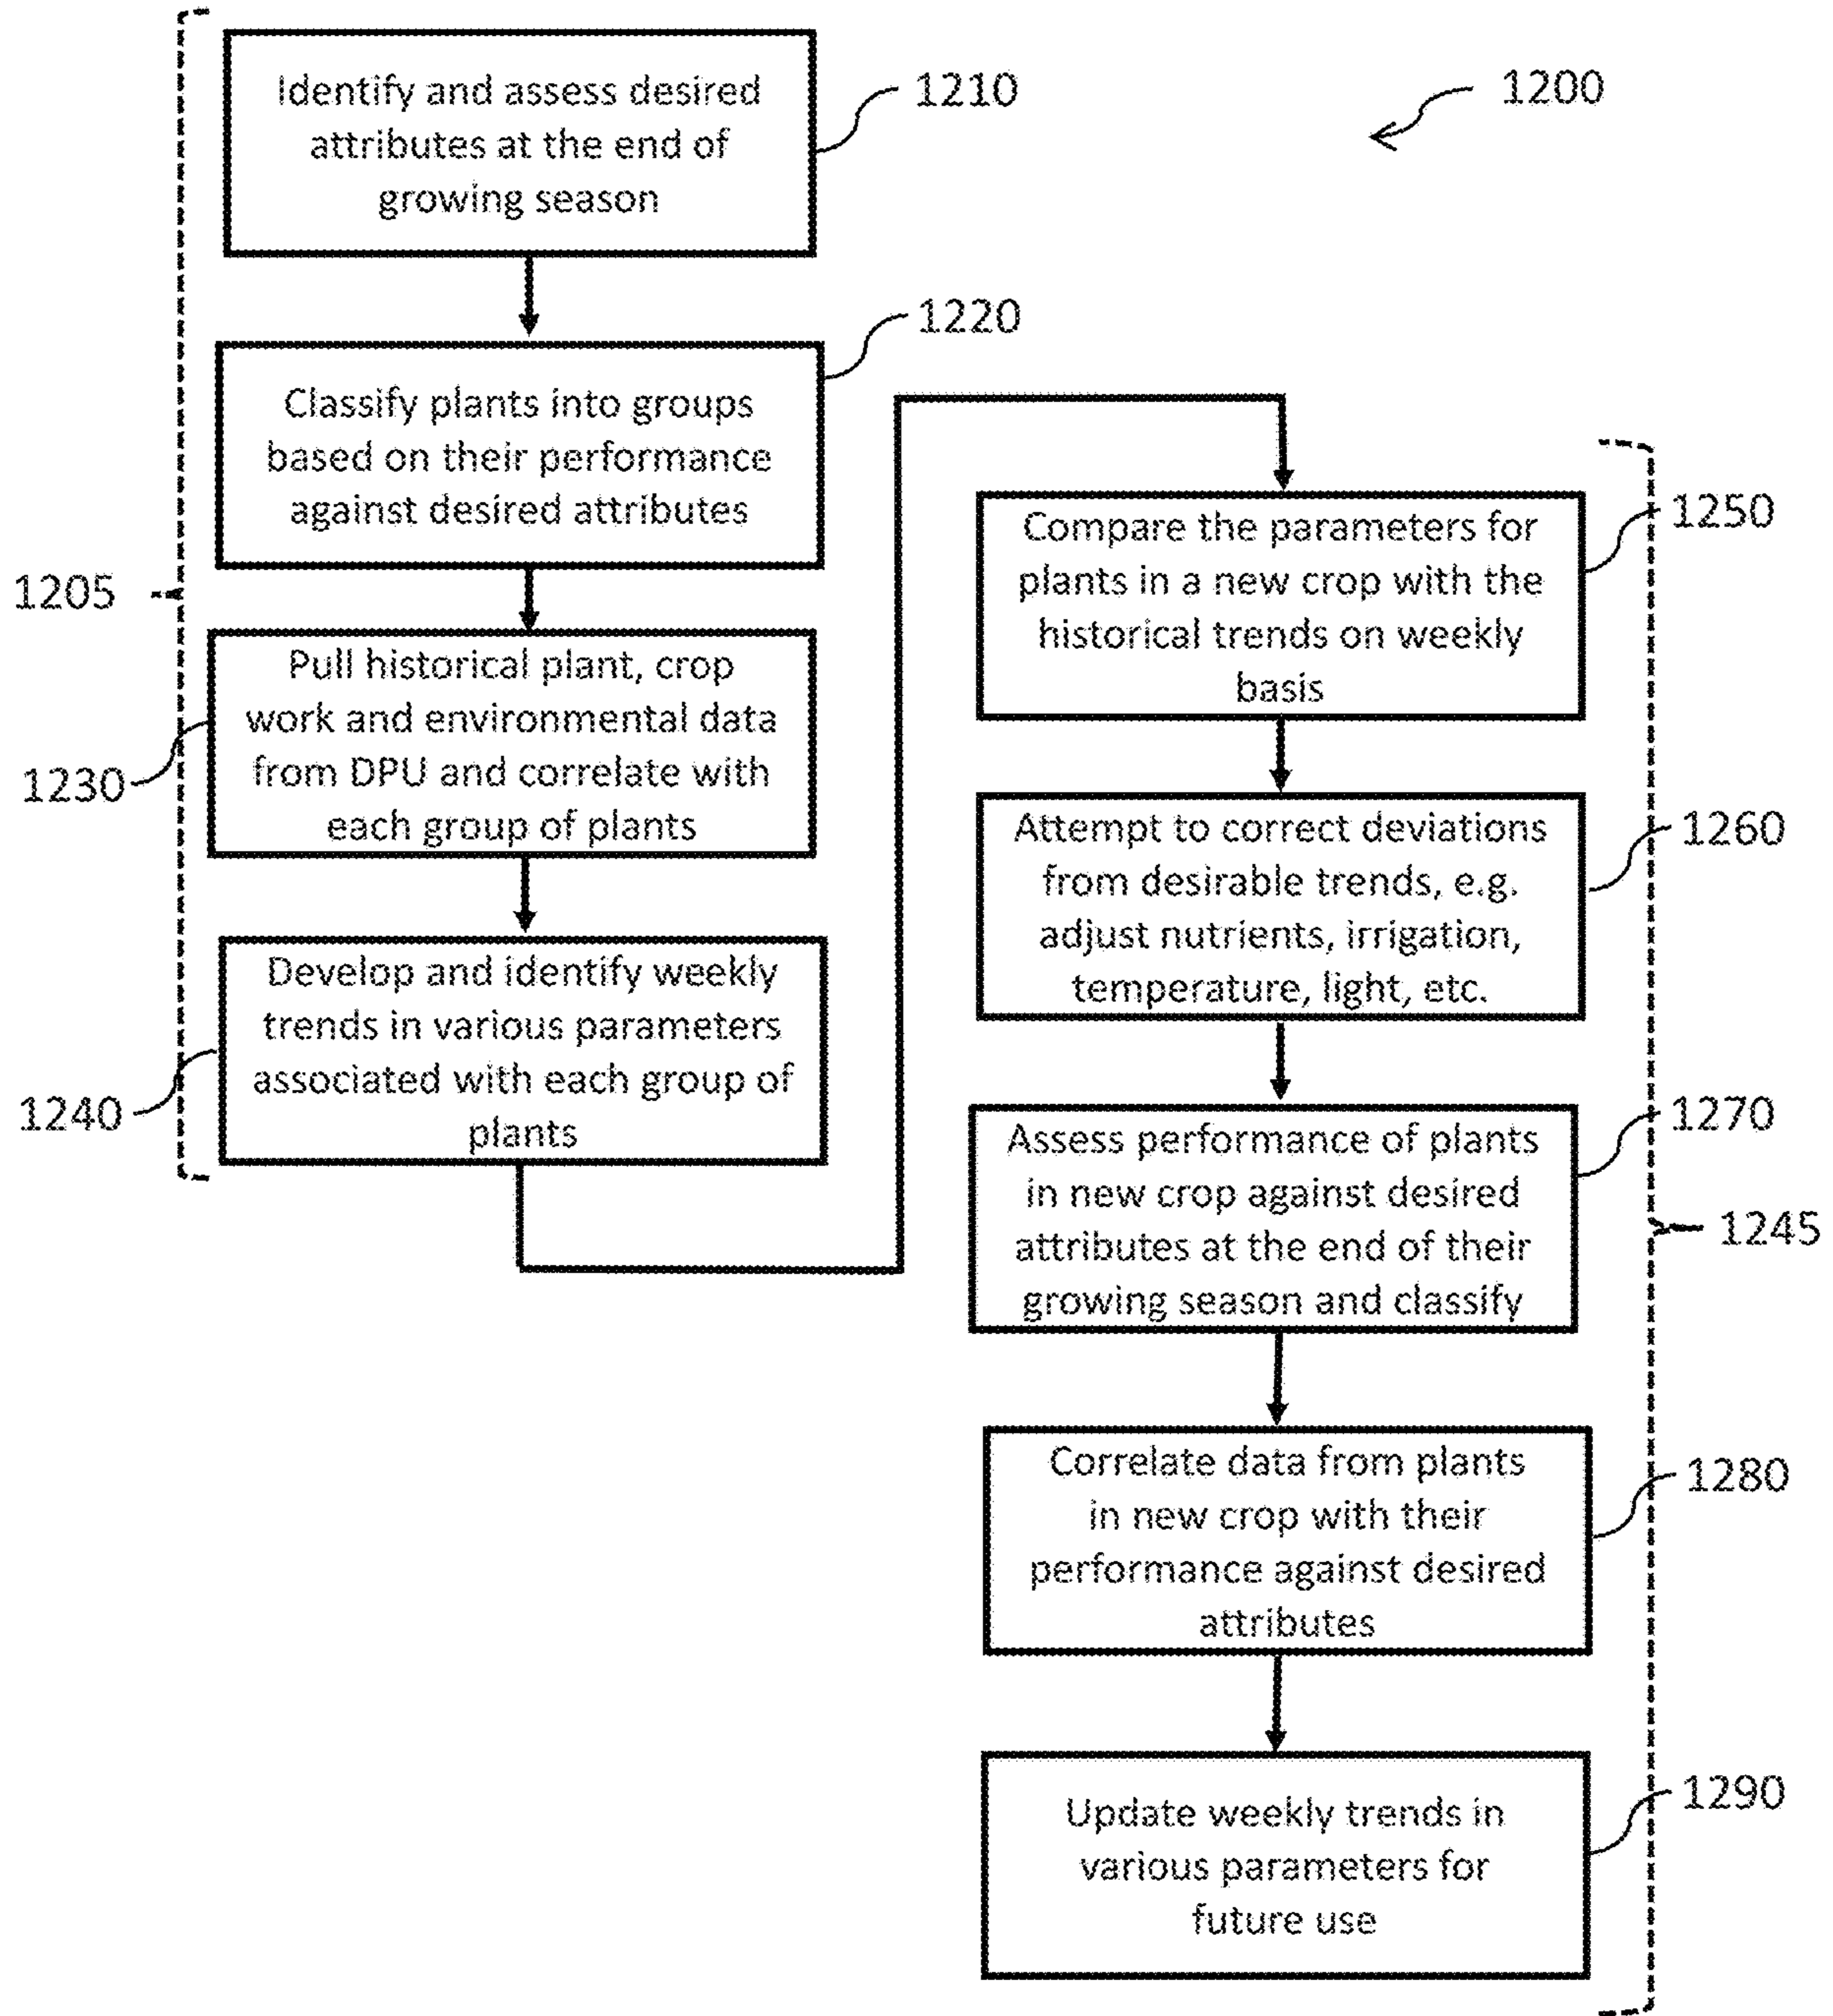 Identify and assess desired
attributes at the end of
growing season
1210
1200
Classify plants into groups
based on their performance
against desired attributes
1220
1205
Pull historical plant, crop
work and environmental data
from DPU and correlate with
each group of plants
1230
Develop and identify weekly
trends in various parameters
associated with each group of
plants
1240
Compare the parameters for
plants in a new crop with the
historical trends on weekly
basis
1250
Attempt to correct deviations
from desirable trends, e.g.
adjust nutrients, irrigation,
temperature, light, etc.
1260
Assess performance of plants
in new crop against desired
attributes at the end of their
growing season and classify
1270
1245
Correlate data from plants
in new crop with their
performance against desired
attributes
1280
Update weekly trends in
various parameters for
future use
1290